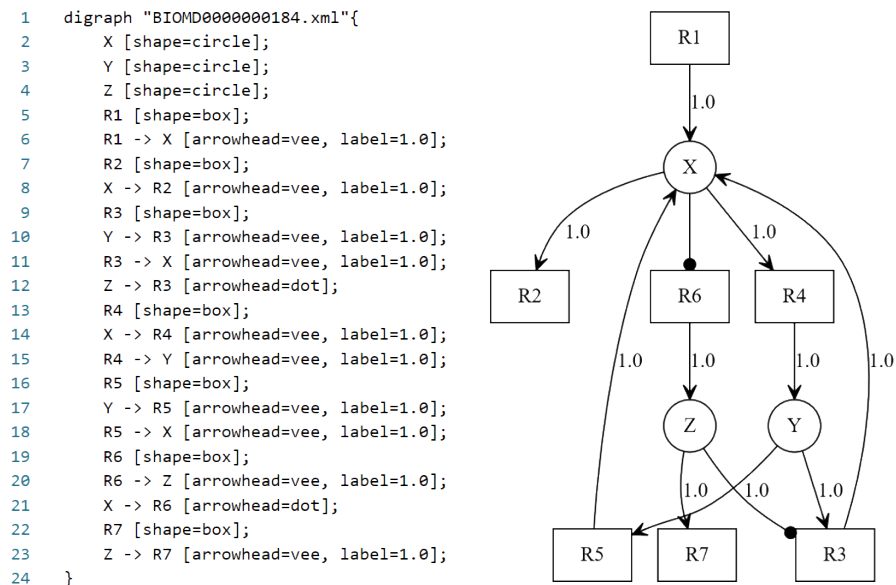 1 digraph "BIOMD0000000184.xml"{
2 X [shape=circle];
3 Y [shape=circle];
4 Z [shape=circle];
5 R1 [shape=box];
6 R1 -> X [arrowhead=vee, label=1.0];
7 R2 [shape=box];
8 X -> R2 [arrowhead=vee, label=1.0];
9 R3 [shape=box];
10 Y -> R3 [arrowhead=vee, label=1.0];
11 R3 -> X [arrowhead=vee, label=1.0];
12 Z -> R3 [arrowhead=dot];
13 R4 [shape=box];
14 X -> R4 [arrowhead=vee, label=1.0];
15 R4 -> Y [arrowhead=vee, label=1.0];
16 R5 [shape=box];
17 Y -> R5 [arrowhead=vee, label=1.0];
18 R5 -> X [arrowhead=vee, label=1.0];
19 R6 [shape=box];
20 R6 -> Z [arrowhead=vee, label=1.0];
21 X -> R6 [arrowhead=dot];
22 R7 [shape=box];
23 Z -> R7 [arrowhead=vee, label=1.0];
24 }
R1
1.0
X
1.0 1.0
R2 R6 R4
1.0 1.0 1.0 1.0
Z Y
1.0 1.0 1.0
R5 R7 R3